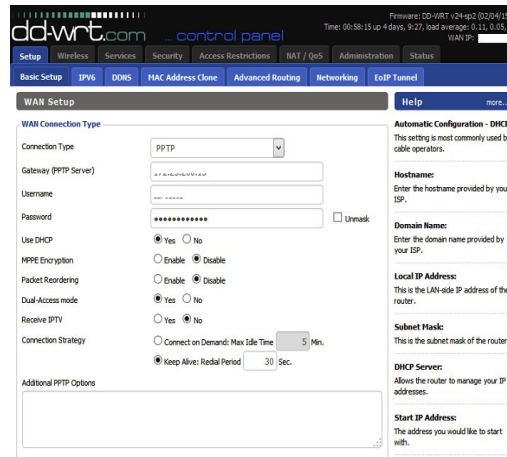 Firmware: DD-WRT v24-sp2 (02/04/15
Time: 00:58:15 up 4 days, 9:27, load average: 0.11, 0.05,
WAN IP:
dd-wrt.com ... control panel
Setup Wireless Services Security Access Restrictions NAT / QoS Administration Status
Basic Setup IPV6 DDNS MAC Address Clone Advanced Routing Networking EoIP Tunnel
WAN Setup
WAN Connection Type
Connection Type PPTP
Gateway (PPTP Server)
Username
Password ●●●●●●●●●●●● Unmask
Use DHCP Yes No
MPPE Encryption Enable Disable
Packet Reordering Enable Disable
Dual-Access mode Yes No
Receive IPTV Yes No
Connection Strategy Connect on Demand: Max Idle Time 5 Min.
Keep Alive: Redial Period 30 Sec.
Additional PPTP Options
Help more...
Automatic Configuration - DHCP
This setting is most commonly used b
cable operators.
Hostname:
Enter the hostname provided by you
ISP.
Domain Name:
Enter the domain name provided by
your ISP.
Local IP Address:
This is the LAN-side IP address of the
router.
Subnet Mask:
This is the subnet mask of the router
DHCP Server:
Allows the router to manage your IP
addresses.
Start IP Address:
The address you would like to start
with.